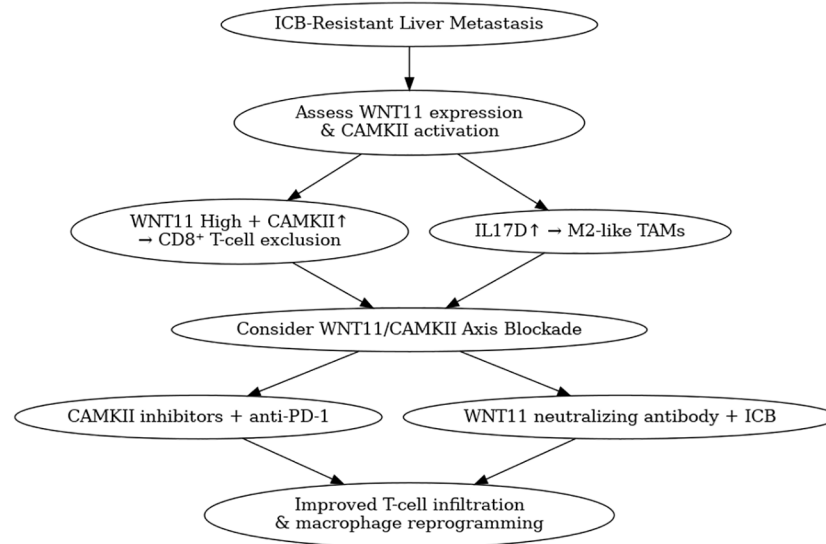 ICB-Resistant Liver Metastasis
Assess WNT11 expression
& CAMKII activation
WNT11 High + CAMKII↑
→ CD8⁺ T-cell exclusion
IL17D↑ → M2-like TAMs
Consider WNT11/CAMKII Axis Blockade
CAMKII inhibitors + anti-PD-1
WNT11 neutralizing antibody + ICB
Improved T-cell infiltration
& macrophage reprogramming